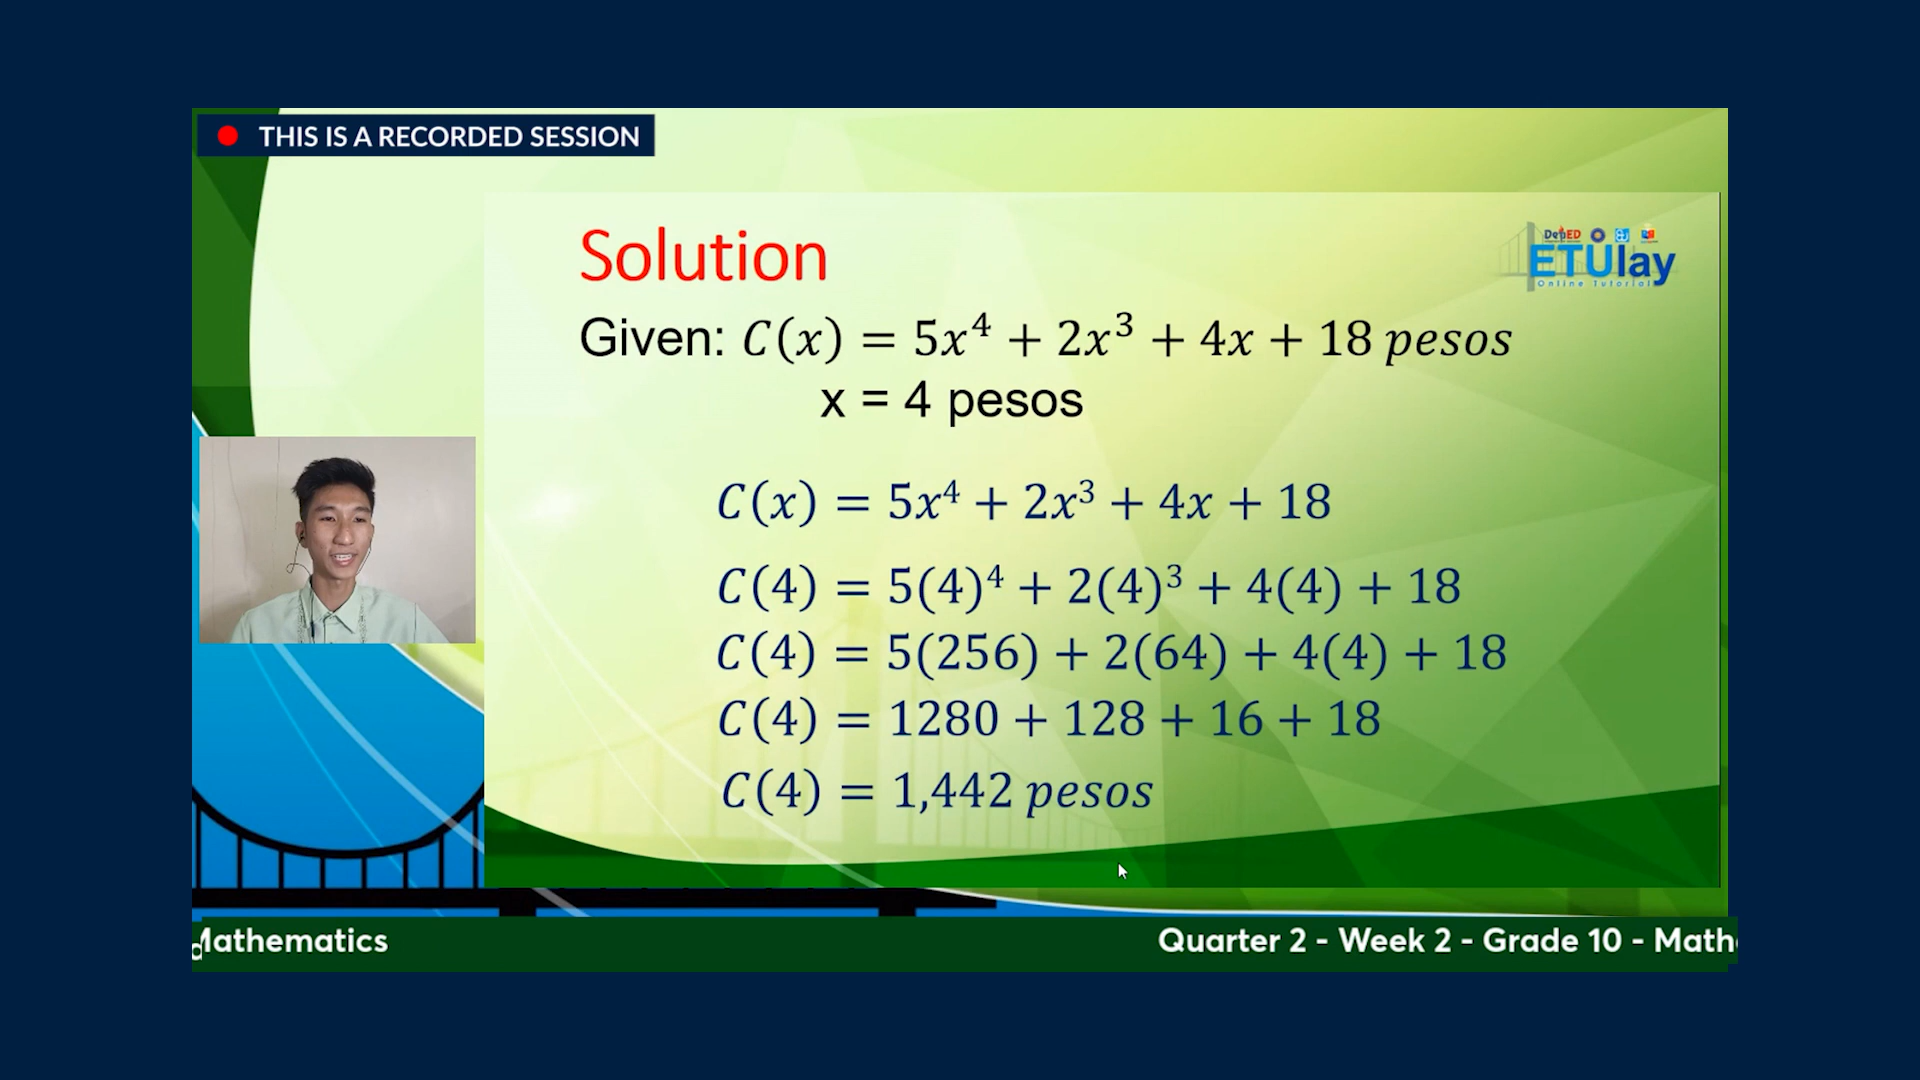 THIS IS A RECORDED SESSION
Solution
DepED
ETUlay
Online Tutorial
Given: C(x) = 5x⁴ + 2x³ + 4x + 18 pesos
x = 4 pesos
C(x) = 5x⁴ + 2x³ + 4x + 18
C(4) = 5(4)⁴ + 2(4)³ + 4(4) + 18
C(4) = 5(256) + 2(64) + 4(4) + 18
C(4) = 1280 + 128 + 16 + 18
C(4) = 1,442 pesos
Mathematics
Quarter 2 - Week 2 - Grade 10 - Math